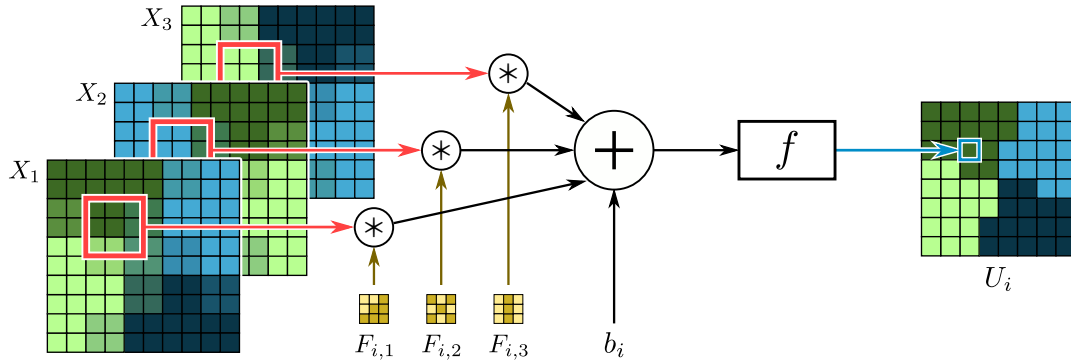 X₃
X₂
X₁
∗
∗
∗
+
f
Uᵢ
Fᵢ,₁ Fᵢ,₂ Fᵢ,₃ bᵢ